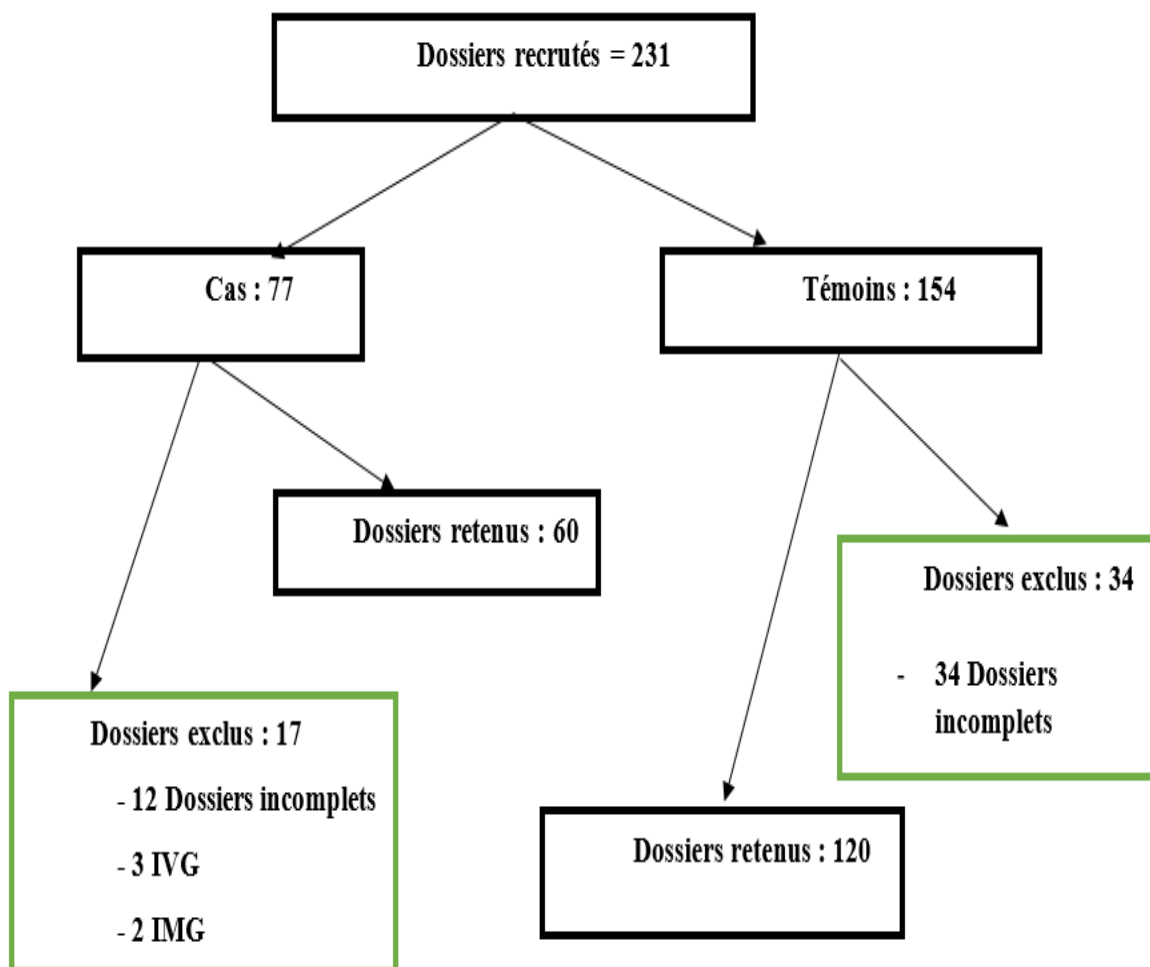 Dossiers recrutés = 231
Cas : 77
Témoins : 154
Dossiers retenus : 60
Dossiers exclus : 34
- 34 Dossiers
incomplets
Dossiers exclus : 17
- 12 Dossiers incomplets
- 3 IVG
- 2 IMG
Dossiers retenus : 120